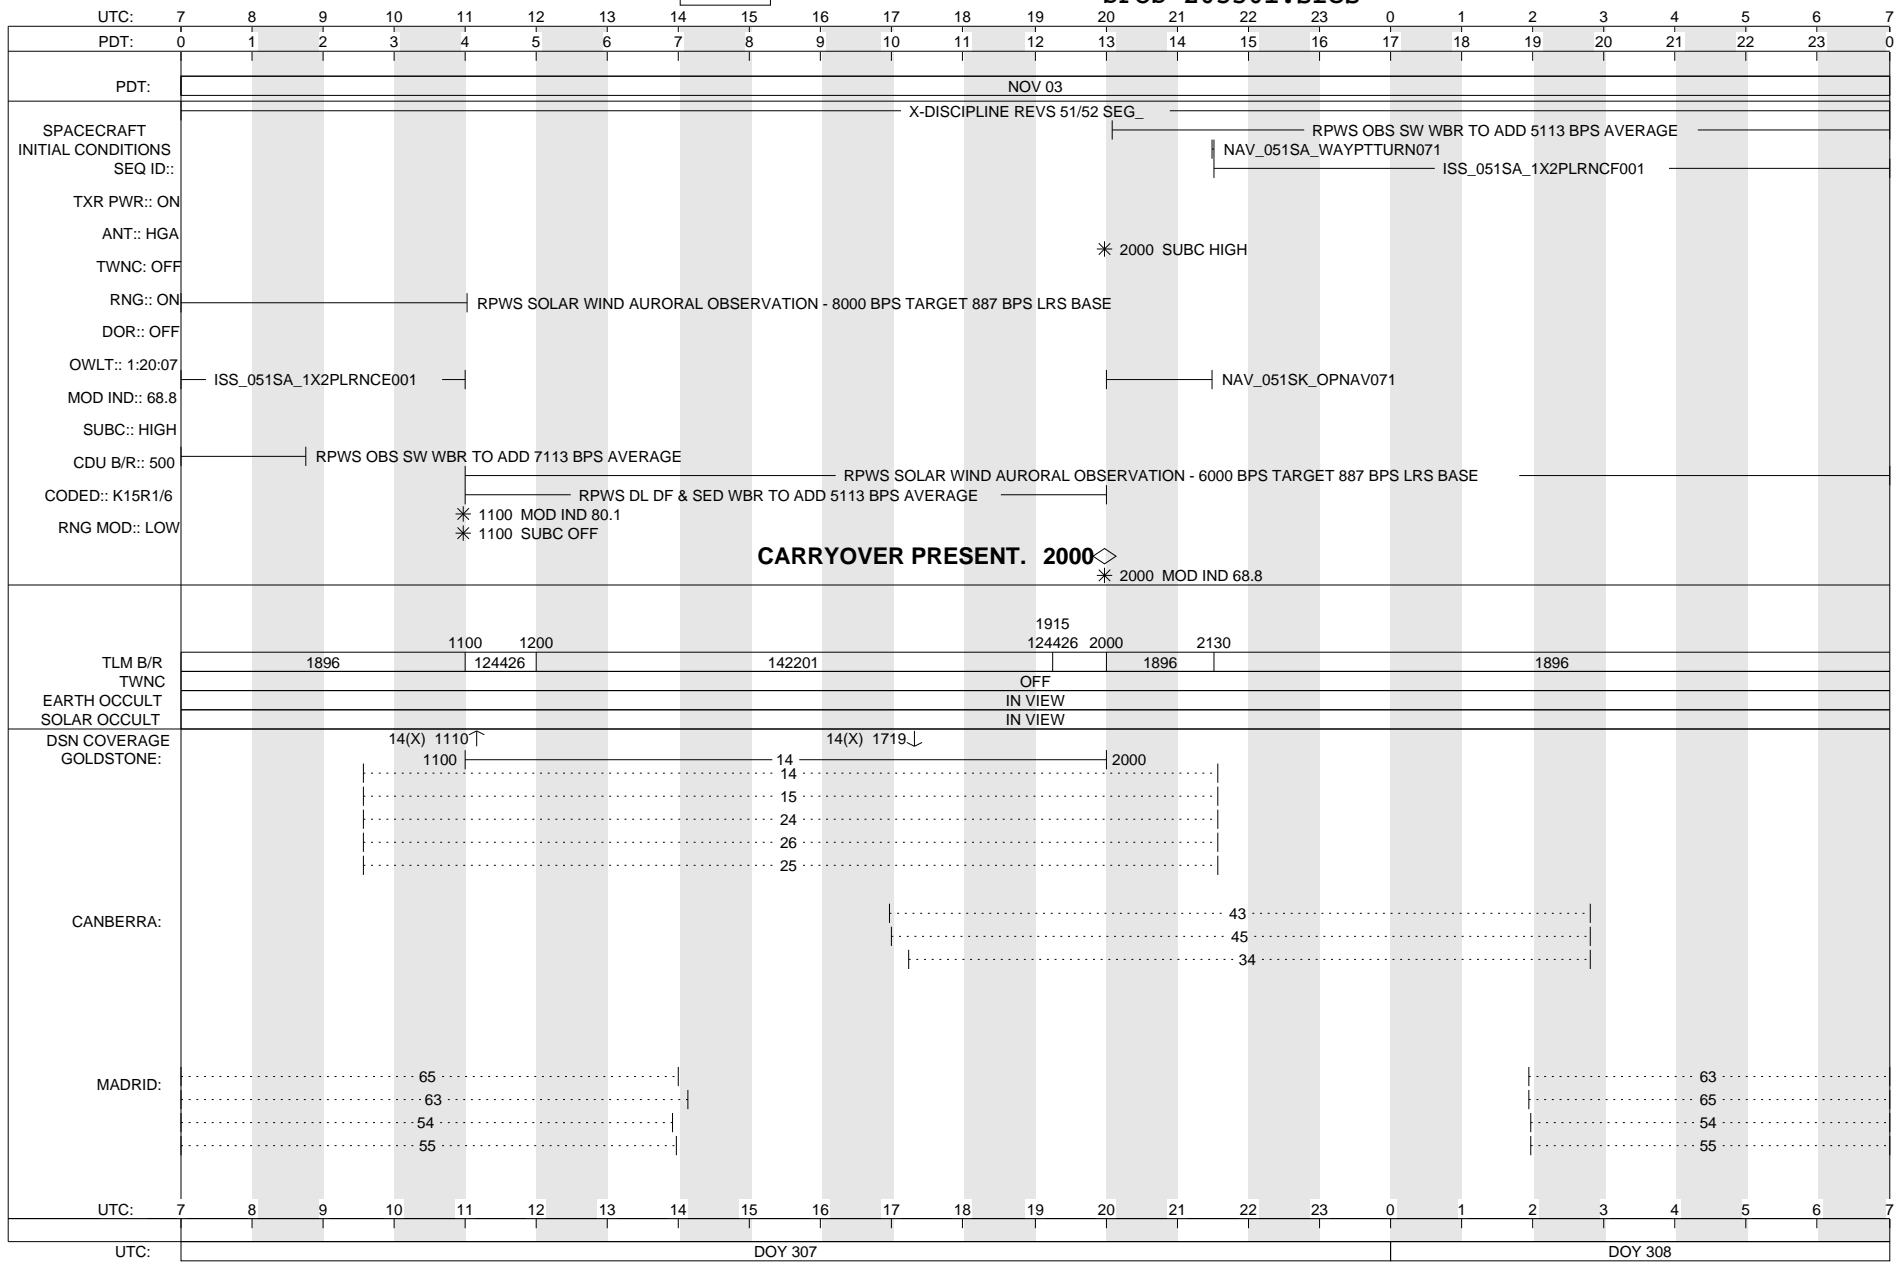 UTC: 7 8 9 10 11 12 13 14 15 16 17 18 19 20 21 22 23 0 1 2 3 4 5 6 7
PDT: 0 1 2 3 4 5 6 7 8 9 10 11 12 13 14 15 16 17 18 19 20 21 22 23 0
PDT: NOV 03
X-DISCIPLINE REVS 51/52 SEG_
SPACECRAFT RPWS OBS SW WBR TO ADD 5113 BPS AVERAGE
INITIAL CONDITIONS NAV_051SA_WAYPTTURN071
SEQ ID:: ISS_051SA_1X2PLRNCF001
TXR PWR:: ON
ANT:: HGA
2000 SUBC HIGH
TWNC: OFF
RNG:: ON RPWS SOLAR WIND AURORAL OBSERVATION - 8000 BPS TARGET 887 BPS LRS BASE
DOR:: OFF
OWLT:: 1:20:07
ISS_051SA_1X2PLRNCE001 NAV_051SK_OPNAV071
MOD IND:: 68.8
SUBC:: HIGH
RPWS OBS SW WBR TO ADD 7113 BPS AVERAGE
CDU B/R:: 500
RPWS SOLAR WIND AURORAL OBSERVATION - 6000 BPS TARGET 887 BPS LRS BASE
CODED:: K15R1/6 RPWS DL DF & SED WBR TO ADD 5113 BPS AVERAGE
1100 MOD IND 80.1
RNG MOD:: LOW
1100 SUBC OFF
CARRYOVER PRESENT. 2000
2000 MOD IND 68.8
1915
1100 1200 124426 2000 2130
TLM B/R 1896 124426 142201 1896 1896
TWNC OFF
EARTH OCCULT IN VIEW
SOLAR OCCULT IN VIEW
DSN COVERAGE 14(X) 1110 14(X) 1719
GOLDSTONE: 1100 14 2000
14
15
24
26
25
CANBERRA: 43
45
34
MADRID: 65 63
63 65
54 54
55 55
UTC: 7 8 9 10 11 12 13 14 15 16 17 18 19 20 21 22 23 0 1 2 3 4 5 6 7
UTC: DOY 307 DOY 308